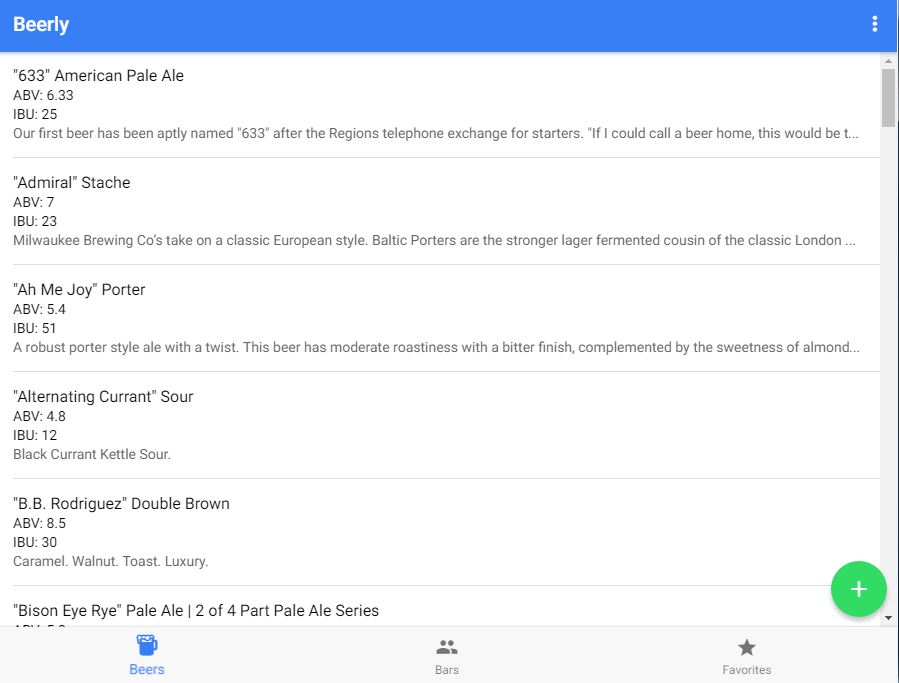 Beerly
"633" American Pale Ale
ABV: 6.33
IBU: 25
Our first beer has been aptly named "633" after the Regions telephone exchange for starters. "If I could call a beer home, this would be t...
"Admiral" Stache
ABV: 7
IBU: 23
Milwaukee Brewing Co’s take on a classic European style. Baltic Porters are the stronger lager fermented cousin of the classic London ...
"Ah Me Joy" Porter
ABV: 5.4
IBU: 51
A robust porter style ale with a twist. This beer has moderate roastiness with a bitter finish, complemented by the sweetness of almond...
"Alternating Currant" Sour
ABV: 4.8
IBU: 12
Black Currant Kettle Sour.
"B.B. Rodriguez" Double Brown
ABV: 8.5
IBU: 30
Caramel. Walnut. Toast. Luxury.
"Bison Eye Rye" Pale Ale | 2 of 4 Part Pale Ale Series
ABV:
Beers
Bars
Favorites